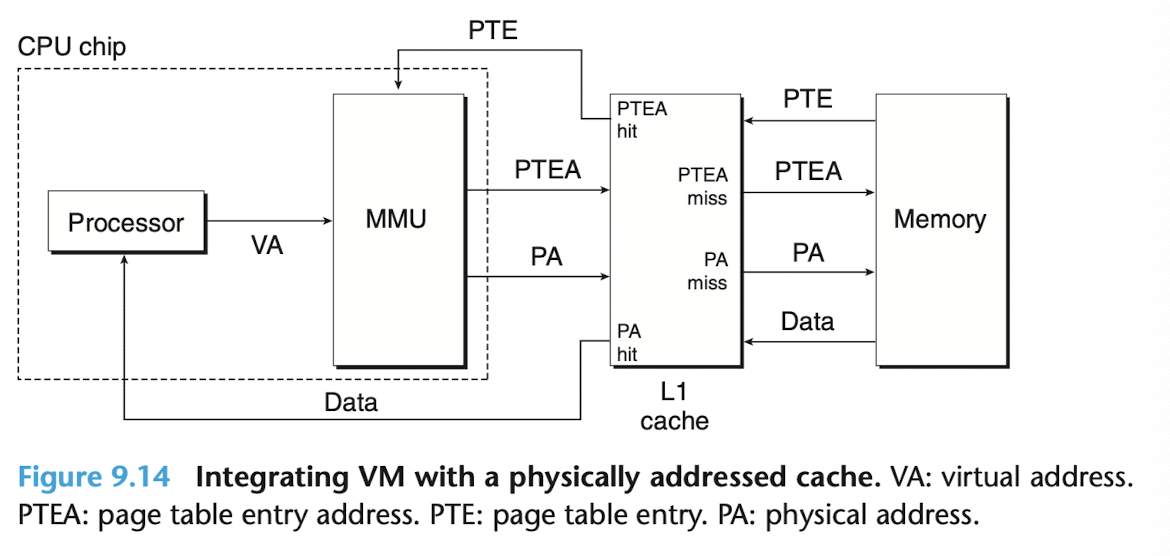 CPU chip
PTE
Processor
VA
MMU
PTEA
PA
PTEA
hit
PTEA
miss
PA
miss
PA
hit
L1
cache
PTE
PTEA
PA
Data
Memory
Data
Figure 9.14 Integrating VM with a physically addressed cache. VA: virtual address.
PTEA: page table entry address. PTE: page table entry. PA: physical address.